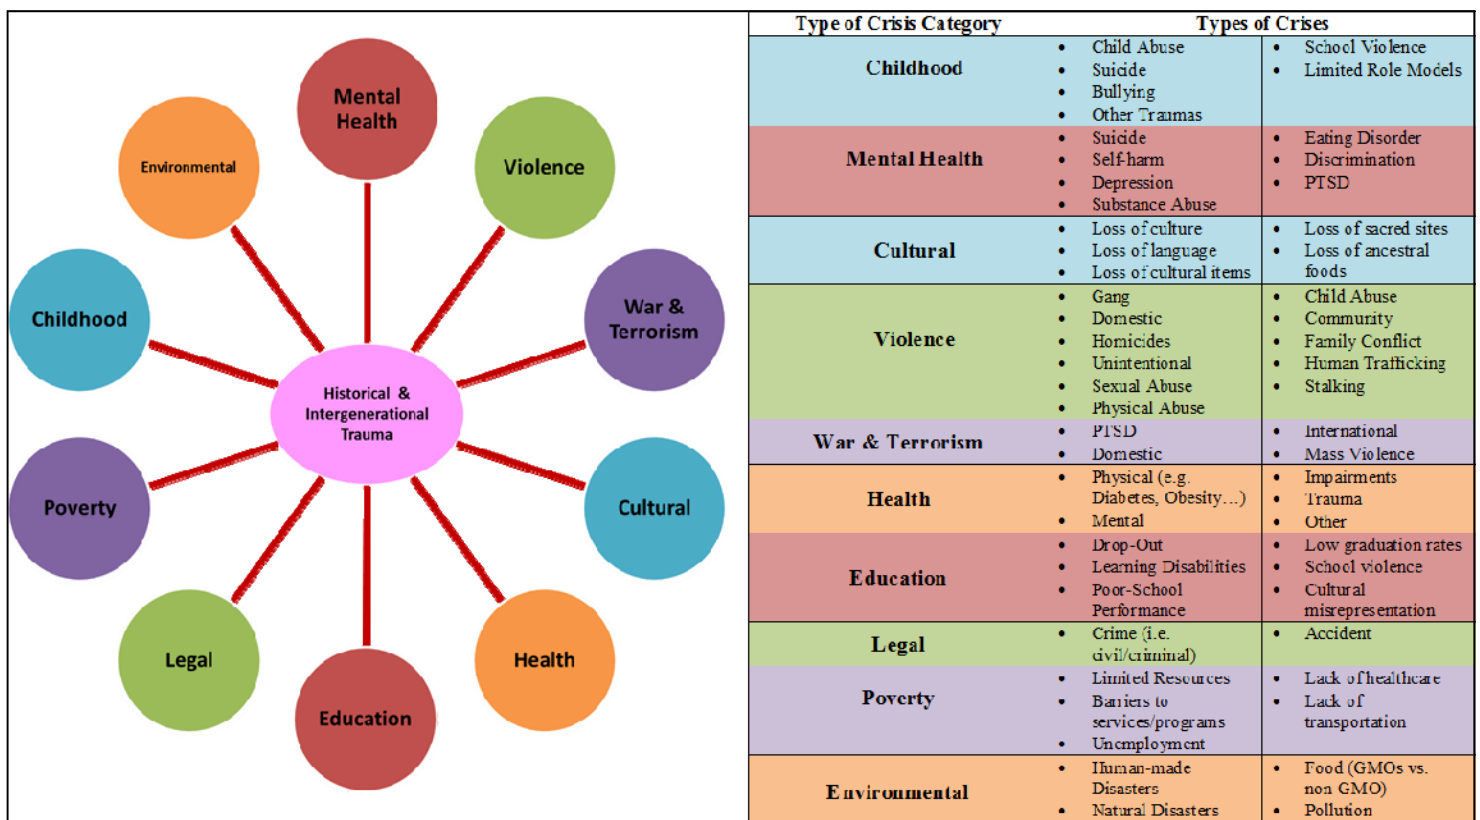 Mental
Health
Environmental
Violence
Childhood
War &
Terrorism
Historical &
Intergenerational
Trauma
Poverty
Cultural
Legal
Health
Education
Type of Crisis Category Types of Crises
Childhood
• Child Abuse
• Suicide
• Bullying
• Other Traumas
• School Violence
• Limited Role Models
Mental Health
• Suicide
• Self-harm
• Depression
• Substance Abuse
• Eating Disorder
• Discrimination
• PTSD
Cultural
• Loss of culture
• Loss of language
• Loss of cultural items
• Loss of sacred sites
• Loss of ancestral
foods
Violence
• Gang
• Domestic
• Homicides
• Unintentional
• Sexual Abuse
• Physical Abuse
• Child Abuse
• Community
• Family Conflict
• Human Trafficking
• Stalking
War & Terrorism
• PTSD
• Domestic
• International
• Mass Violence
Health
• Physical (e.g.
Diabetes, Obesity…)
• Mental
• Impairments
• Trauma
• Other
Education
• Drop-Out
• Learning Disabilities
• Poor-School
Performance
• Low graduation rates
• School violence
• Cultural
misrepresentation
Legal
• Crime (i.e.
civil/criminal)
• Accident
Poverty
• Limited Resources
• Barriers to
services/programs
• Unemployment
• Lack of healthcare
• Lack of
transportation
Environmental
• Human-made
Disasters
• Natural Disasters
• Food (GMOs vs.
non GMO)
• Pollution